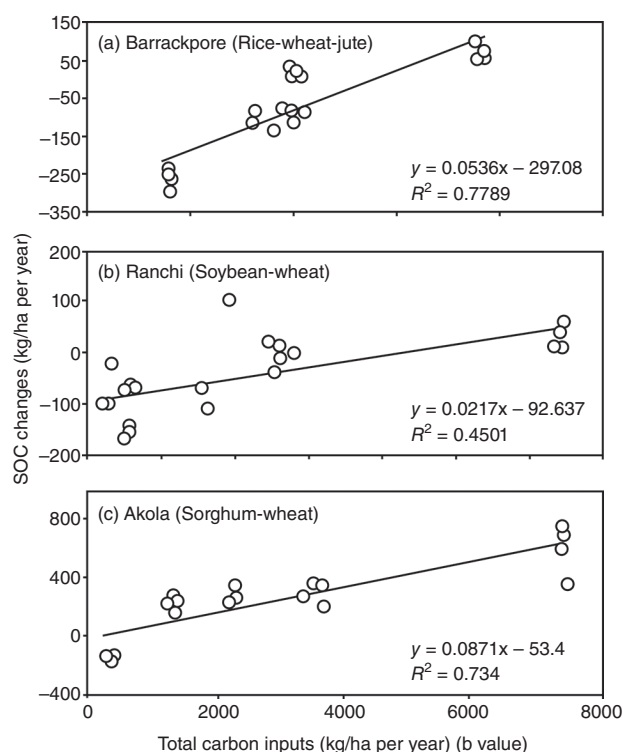 150
(a) Barrackpore (Rice-wheat-jute)
50
−50
−150
y = 0.0536x − 297.08
−250
R² = 0.7789
−350
SOC changes (kg/ha per year)
200
(b) Ranchi (Soybean-wheat)
100
0
−100
y = 0.0217x − 92.637
R² = 0.4501
−200
800
(c) Akola (Sorghum-wheat)
400
0
y = 0.0871x − 53.4
R² = 0.734
−400
0 2000 4000 6000 8000
Total carbon inputs (kg/ha per year) (b value)